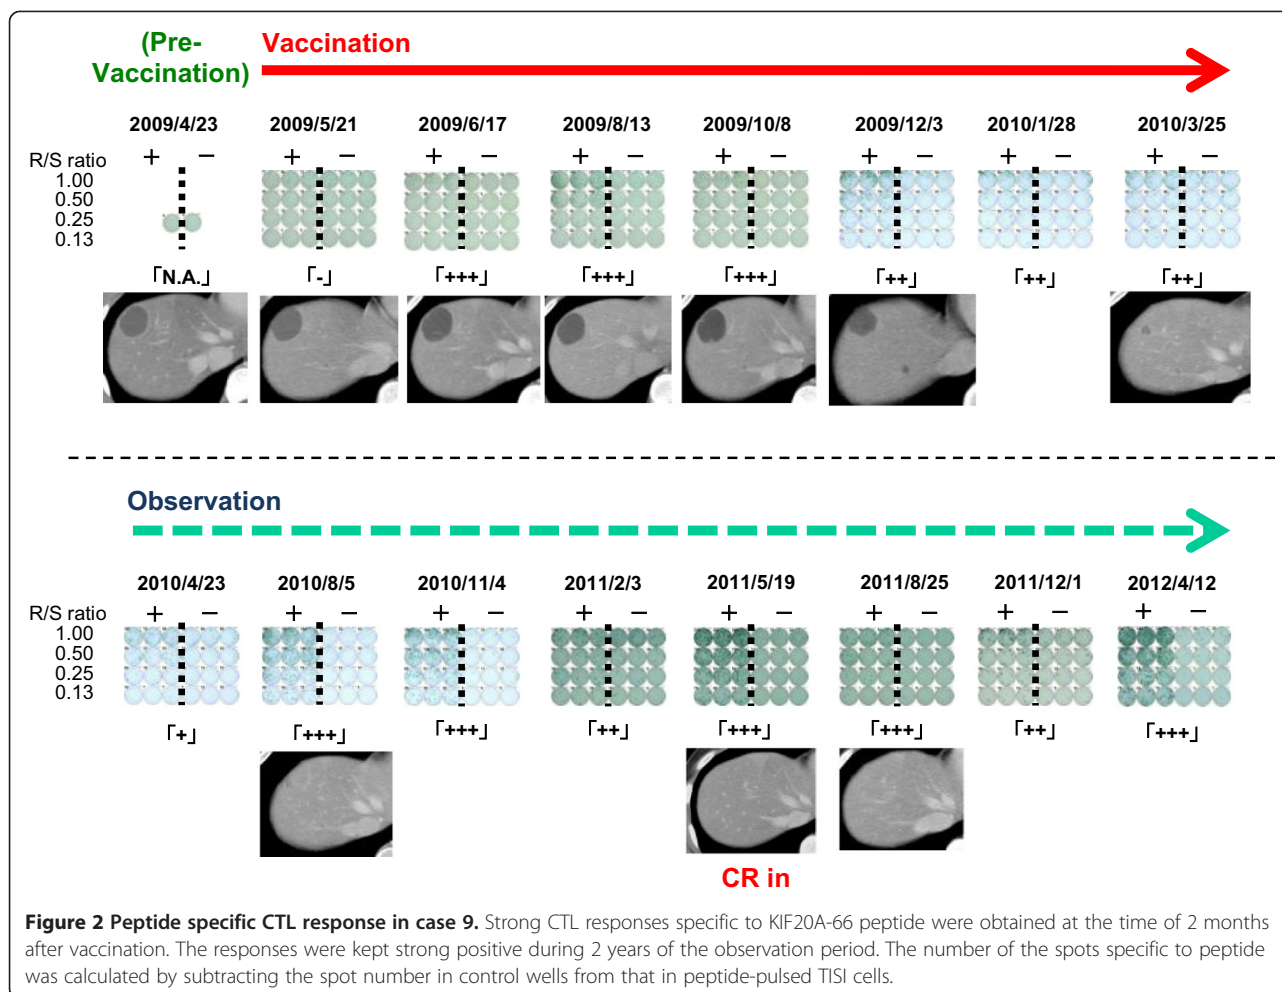 (Pre-
Vaccination)
Vaccination
2009/4/23 2009/5/21 2009/6/17 2009/8/13 2009/10/8 2009/12/3 2010/1/28 2010/3/25
R/S ratio + − + − + − + − + − + − + − + −
1.00
0.50
0.25
0.13
「N.A.」 「-」 「+++」 「+++」 「+++」 「++」 「++」 「++」
Observation
2010/4/23 2010/8/5 2010/11/4 2011/2/3 2011/5/19 2011/8/25 2011/12/1 2012/4/12
R/S ratio + − + − + − + − + − + − + − + −
1.00
0.50
0.25
0.13
「+」 「+++」 「+++」 「++」 「+++」 「+++」 「++」 「+++」
CR in
Figure 2 Peptide specific CTL response in case 9. Strong CTL responses specific to KIF20A-66 peptide were obtained at the time of 2 months
after vaccination. The responses were kept strong positive during 2 years of the observation period. The number of the spots specific to peptide
was calculated by subtracting the spot number in control wells from that in peptide-pulsed TISI cells.